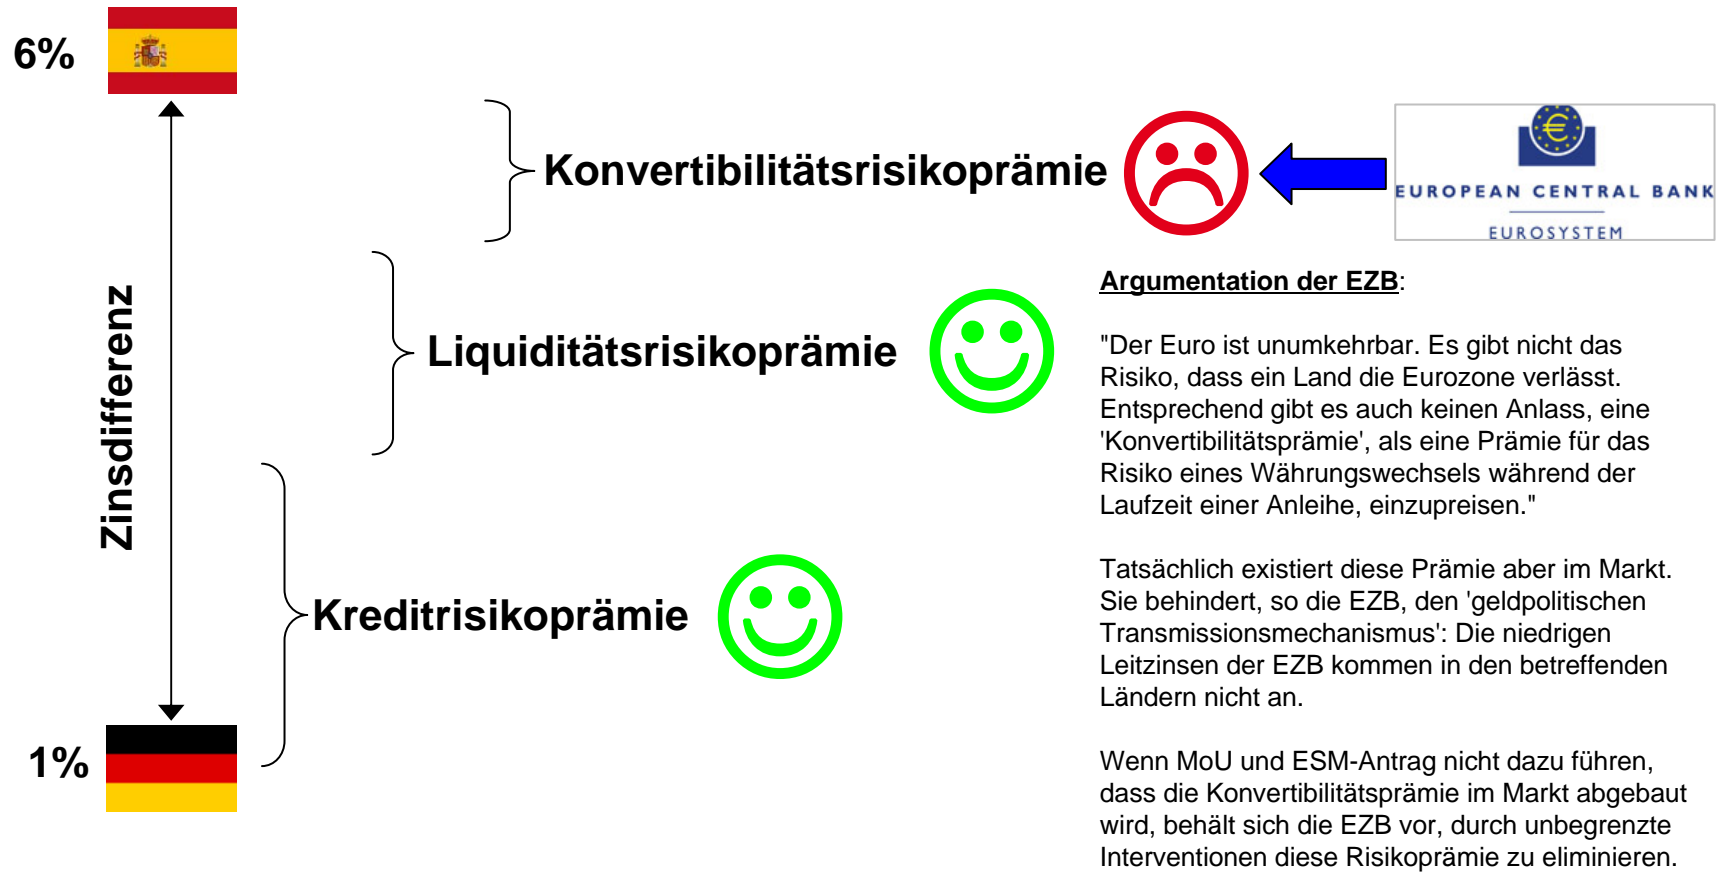 6%
Konvertibilitätsrisikoprämie
EUROPEAN CENTRAL BANK
EUROSYSTEM
Argumentation der EZB:
Liquiditätsrisikoprämie
"Der Euro ist unumkehrbar. Es gibt nicht das
Risiko, dass ein Land die Eurozone verlässt.
Entsprechend gibt es auch keinen Anlass, eine
'Konvertibilitätsprämie', als eine Prämie für das
Risiko eines Währungswechsels während der
Laufzeit einer Anleihe, einzupreisen."
Zinsdifferenz
Kreditrisikoprämie
Tatsächlich existiert diese Prämie aber im Markt.
Sie behindert, so die EZB, den 'geldpolitischen
Transmissionsmechanismus': Die niedrigen
Leitzinsen der EZB kommen in den betreffenden
Ländern nicht an.
1%
Wenn MoU und ESM-Antrag nicht dazu führen,
dass die Konvertibilitätsprämie im Markt abgebaut
wird, behält sich die EZB vor, durch unbegrenzte
Interventionen diese Risikoprämie zu eliminieren.